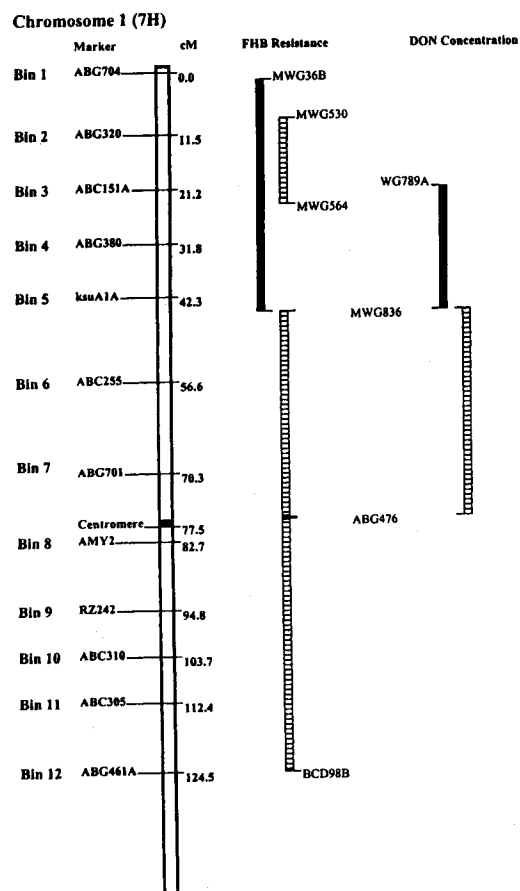 Chromosome 1 (7H)
Marker cM FHB Resistance DON Concentration
Bin 1 ABG704 0.0 MWG36B
MWG530
Bin 2 ABG320 11.5
WG789A
Bin 3 ABC151A 21.2
MWG564
Bin 4 ABG380 31.8
Bin 5 ksuA1A 42.3
MWG836
Bin 6 ABC255 56.6
Bin 7 ABG701 70.3
ABG476
Centromere 77.5
Bin 8 AMY2 82.7
Bin 9 RZ242 94.8
Bin 10 ABC310 103.7
Bin 11 ABC305 112.4
Bin 12 ABG461A 124.5 BCD98B